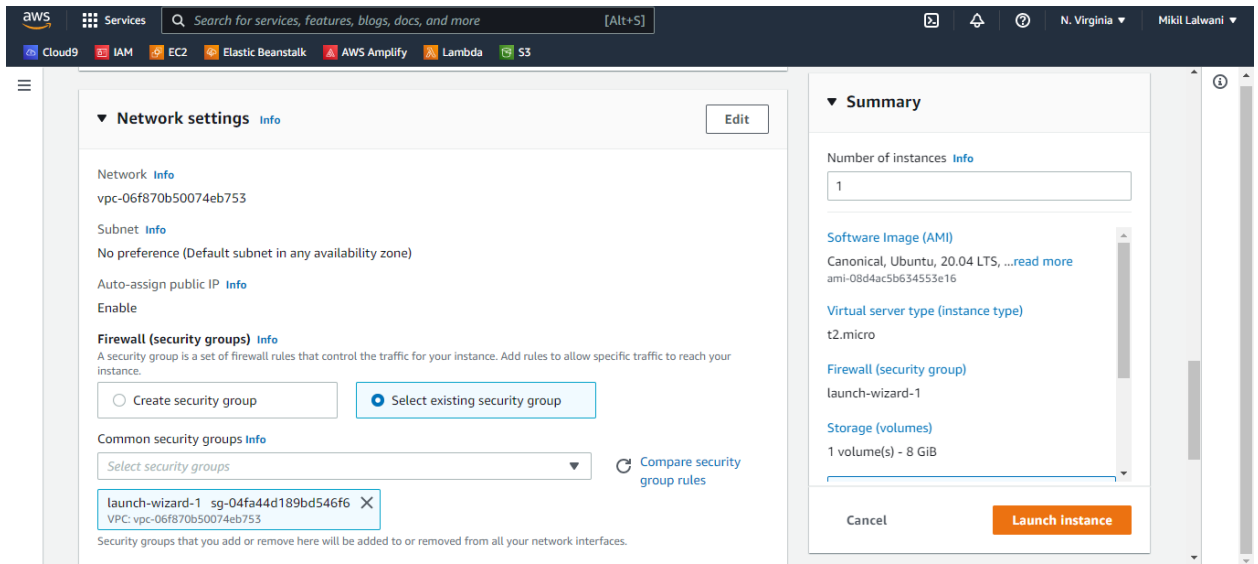 aws Services Search for services, features, blogs, docs, and more [Alt+S] N. Virginia ▼ Mikil Lalwani ▼
Cloud9 IAM EC2 Elastic Beanstalk AWS Amplify Lambda S3
▼ Network settings Info Edit
Network Info
vpc-06f870b50074eb753
Subnet Info
No preference (Default subnet in any availability zone)
Auto-assign public IP Info
Enable
Firewall (security groups) Info
A security group is a set of firewall rules that control the traffic for your instance. Add rules to allow specific traffic to reach your
instance.
Create security group Select existing security group
Common security groups Info
Select security groups
Compare security
group rules
launch-wizard-1 sg-04fa44d189bd546f6
VPC: vpc-06f870b50074eb753
Security groups that you add or remove here will be added to or removed from all your network interfaces.
▼ Summary
Number of instances Info
1
Software Image (AMI)
Canonical, Ubuntu, 20.04 LTS, ...read more
ami-08d4ac5b634553e16
Virtual server type (instance type)
t2.micro
Firewall (security group)
launch-wizard-1
Storage (volumes)
1 volume(s) - 8 GiB
Cancel Launch instance